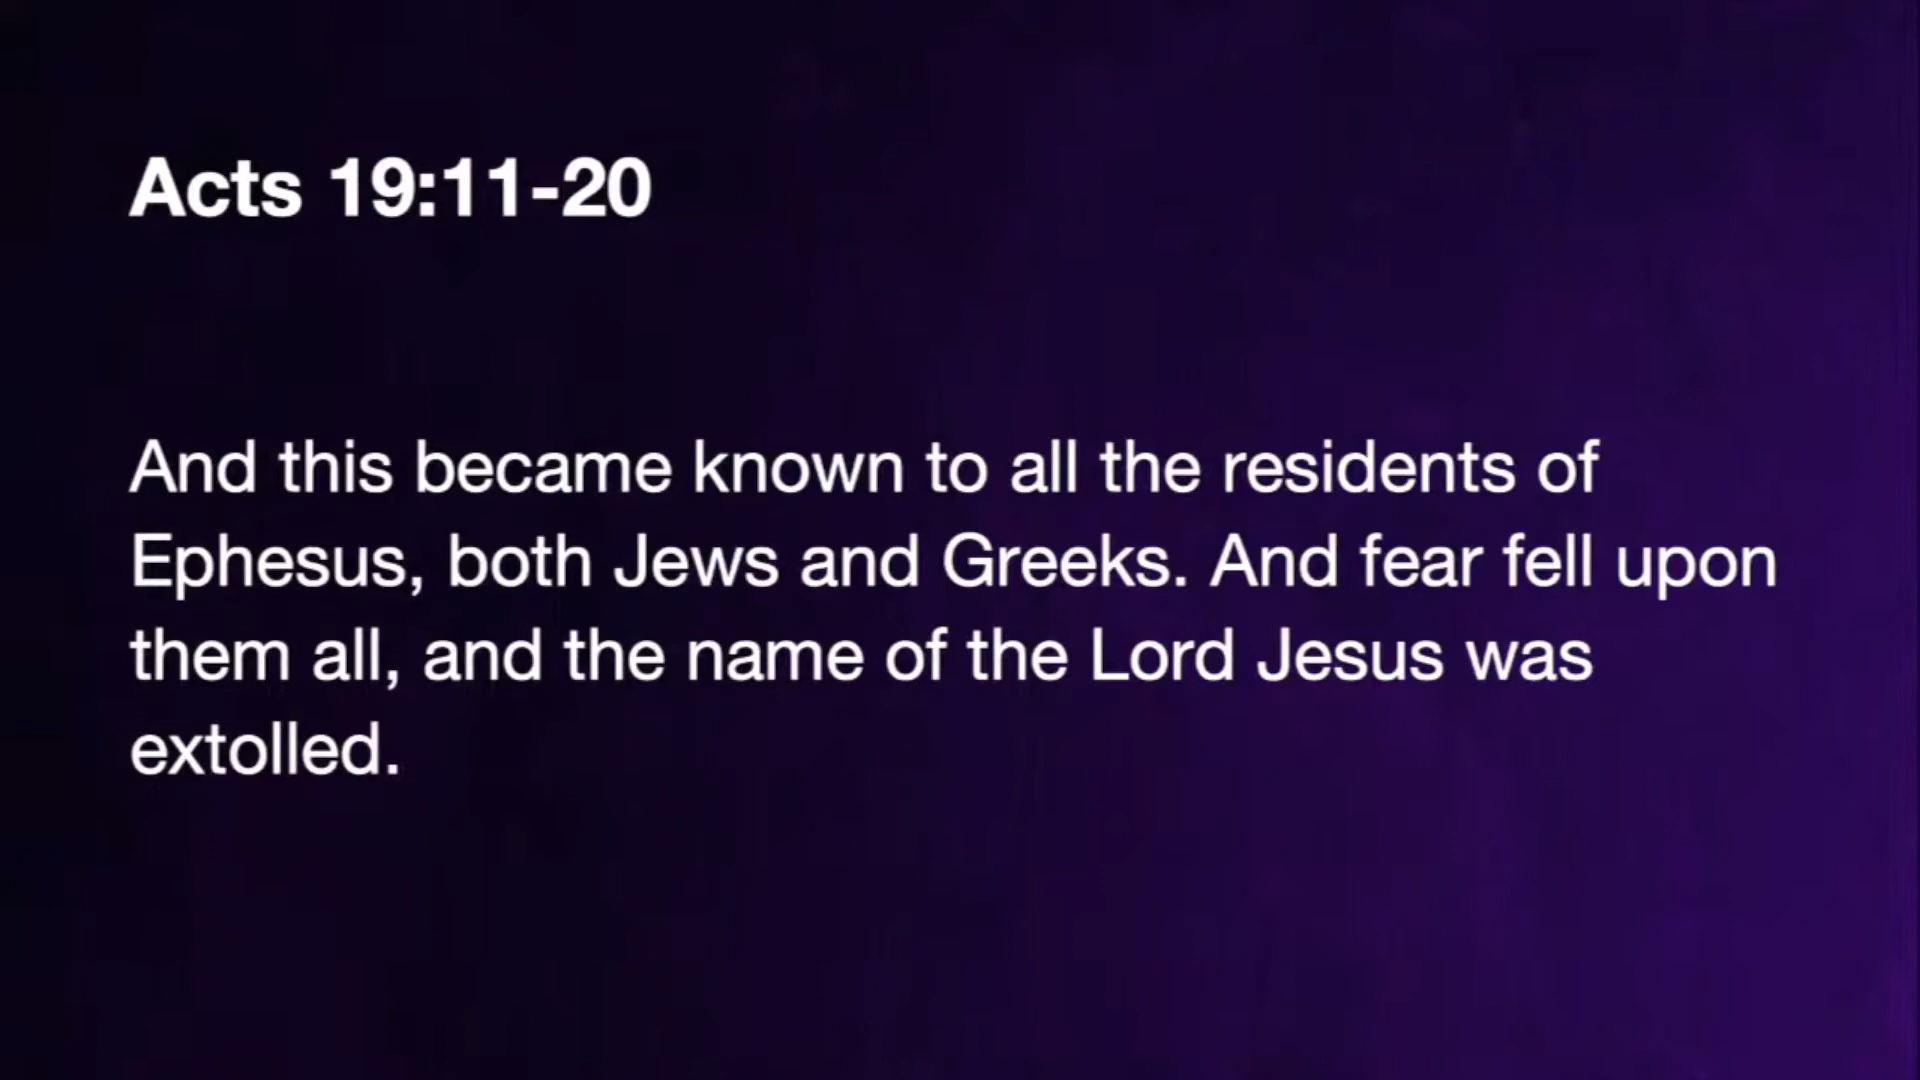 Acts 19:11-20
And this became known to all the residents of
Ephesus, both Jews and Greeks. And fear fell upon
them all, and the name of the Lord Jesus was
extolled.